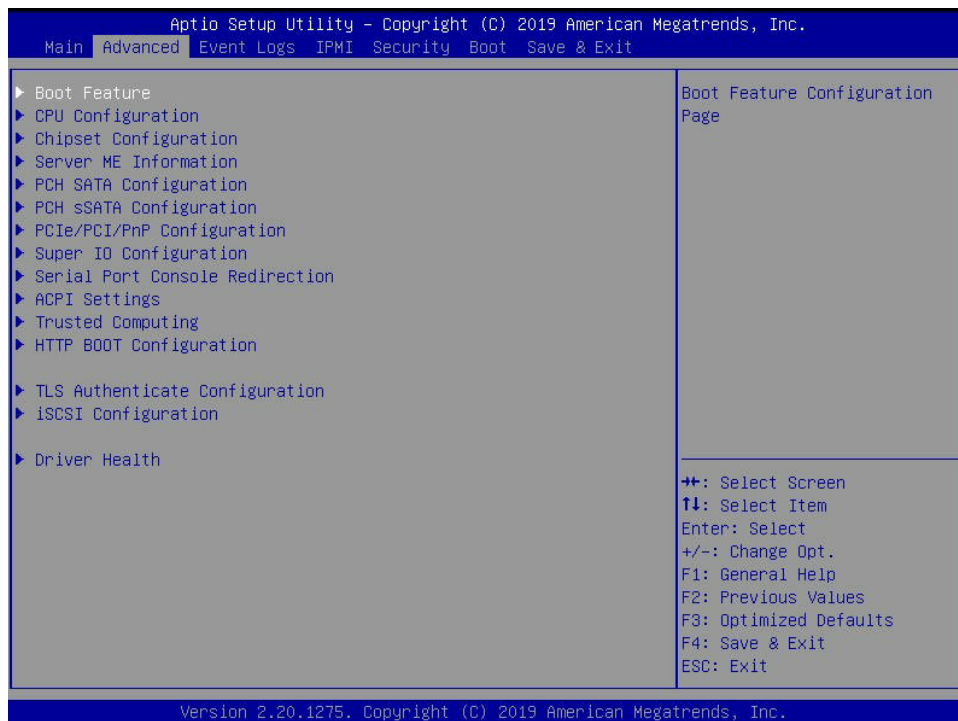 Aptio Setup Utility – Copyright (C) 2019 American Megatrends, Inc.
Main Advanced Event Logs IPMI Security Boot Save & Exit
▶ Boot Feature
▶ CPU Configuration
▶ Chipset Configuration
▶ Server ME Information
▶ PCH SATA Configuration
▶ PCH sSATA Configuration
▶ PCIe/PCI/PnP Configuration
▶ Super IO Configuration
▶ Serial Port Console Redirection
▶ ACPI Settings
▶ Trusted Computing
▶ HTTP BOOT Configuration
▶ TLS Authenticate Configuration
▶ iSCSI Configuration
▶ Driver Health
Boot Feature Configuration
Page
→←: Select Screen
↑↓: Select Item
Enter: Select
+/-: Change Opt.
F1: General Help
F2: Previous Values
F3: Optimized Defaults
F4: Save & Exit
ESC: Exit
Version 2.20.1275. Copyright (C) 2019 American Megatrends, Inc.